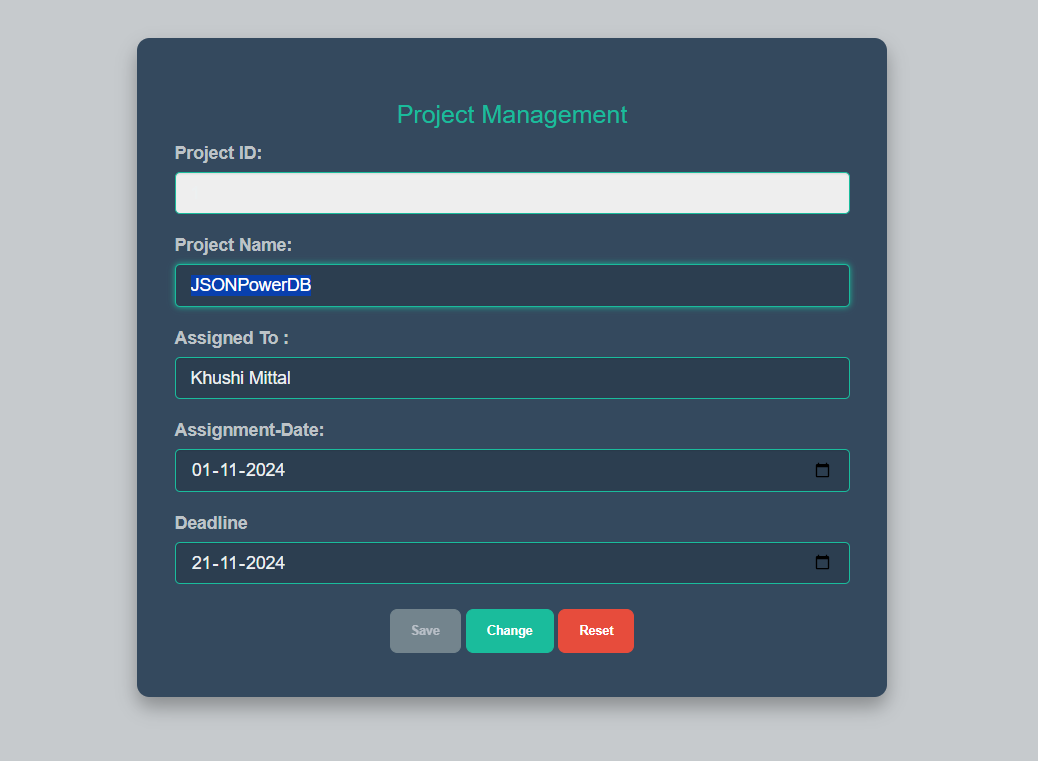 Project Management
Project ID:
Project Name:
JSONPowerDB
Assigned To :
Khushi Mittal
Assignment-Date:
01-11-2024
Deadline
21-11-2024
Save Change Reset